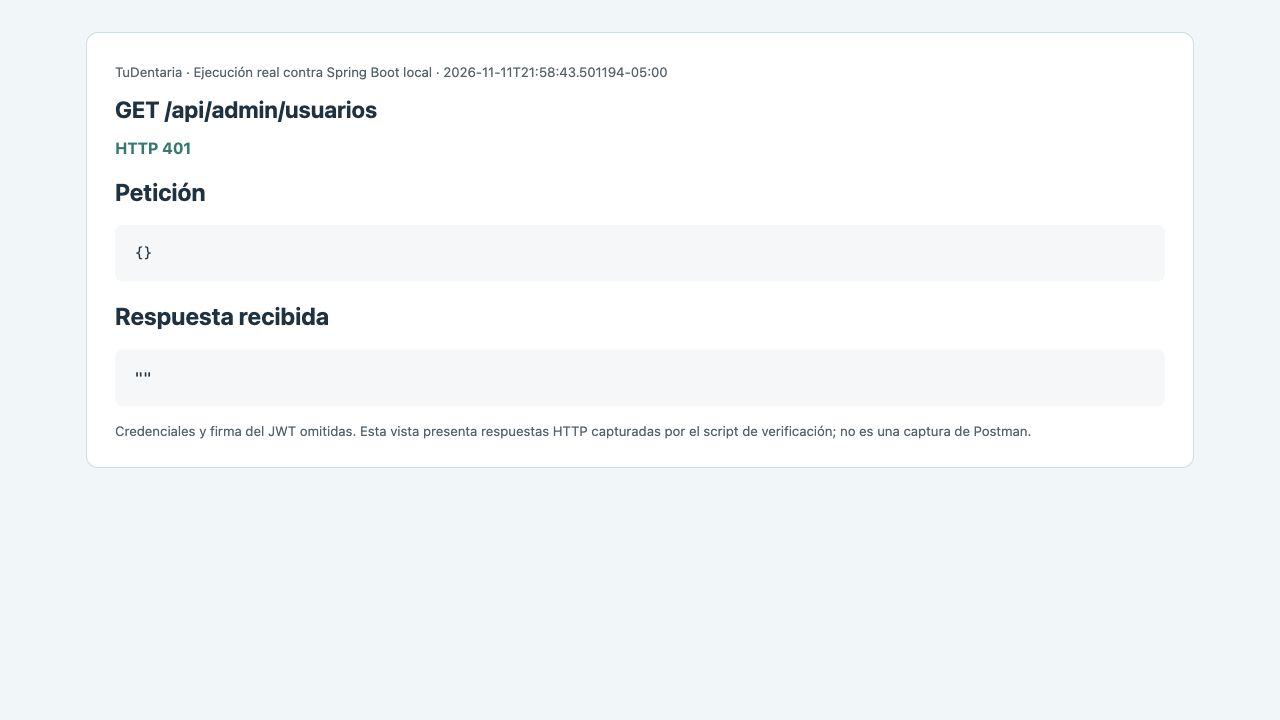 TuDentaria · Ejecución real contra Spring Boot local · 2026-11-11T21:58:43.501194-05:00
GET /api/admin/usuarios
HTTP 401
Petición
{}
Respuesta recibida
""
Credenciales y firma del JWT omitidas. Esta vista presenta respuestas HTTP capturadas por el script de verificación; no es una captura de Postman.